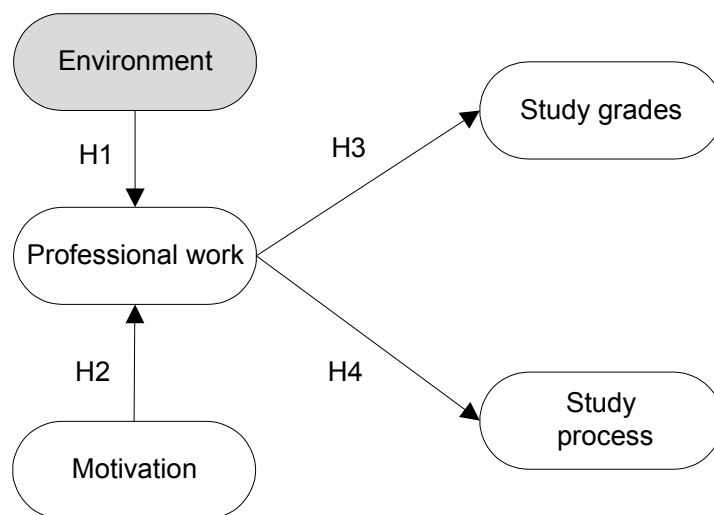 Environment
H1
H3
Study grades
Professional work
H2
H4
Study
process
Motivation